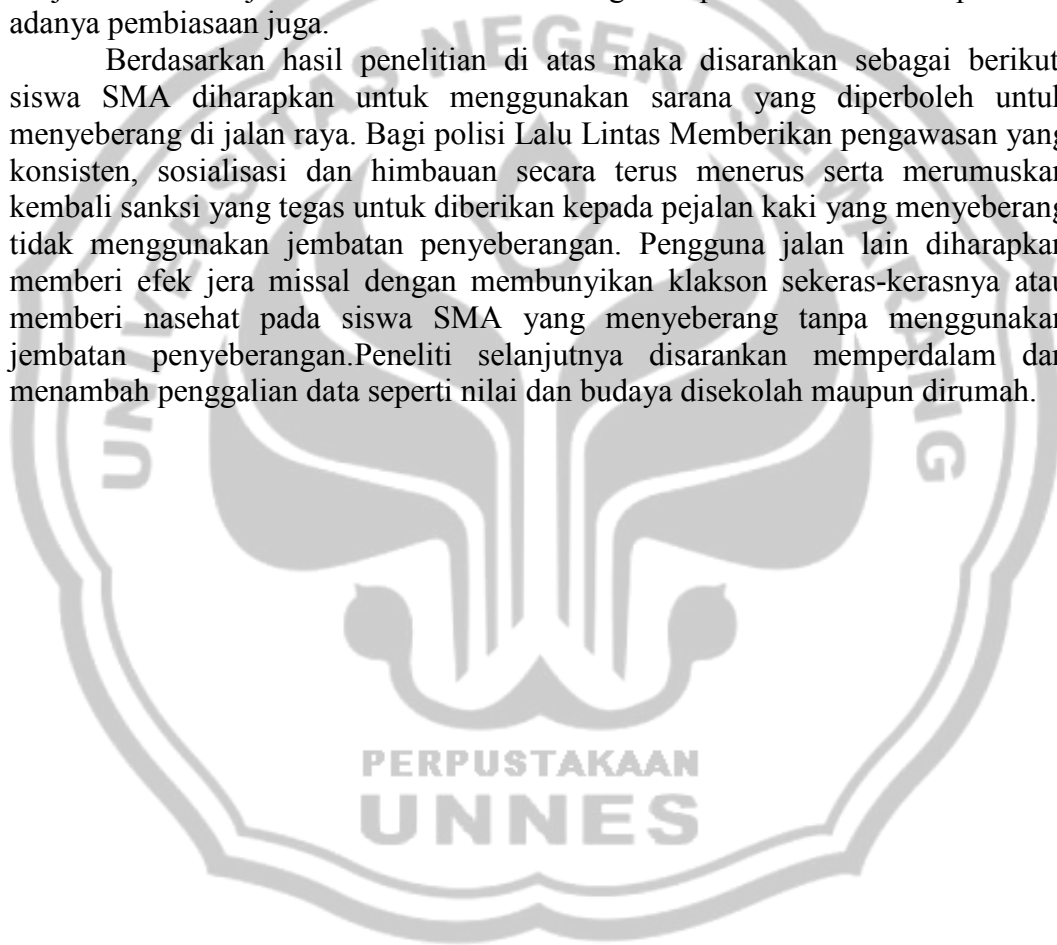 adanya pembiasaan juga.
Berdasarkan hasil penelitian di atas maka disarankan sebagai berikut
siswa SMA diharapkan untuk menggunakan sarana yang diperboleh untuk
menyeberang di jalan raya. Bagi polisi Lalu Lintas Memberikan pengawasan yang
konsisten, sosialisasi dan himbauan secara terus menerus serta merumuskan
kembali sanksi yang tegas untuk diberikan kepada pejalan kaki yang menyeberang
tidak menggunakan jembatan penyeberangan. Pengguna jalan lain diharapkan
memberi efek jera missal dengan membunyikan klakson sekeras-kerasnya atau
memberi nasehat pada siswa SMA yang menyeberang tanpa menggunakan
jembatan penyeberangan.Peneliti selanjutnya disarankan memperdalam dan
menambah penggalian data seperti nilai dan budaya disekolah maupun dirumah.
UNIVERSITAS NEGERI SEMARANG
PERPUSTAKAAN
UNNES